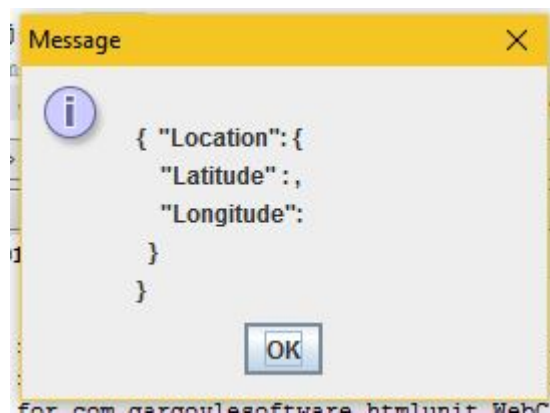 Message
{ "Location":{
"Latitude" :,
"Longitude":
}
}
OK
for com.gargoylesoftware.htmlunit.WebC